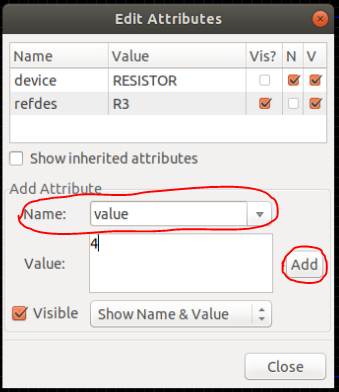 Edit Attributes
Name Value Vis? N V
device RESISTOR
refdes R3
Show inherited attributes
Add Attribute
Name: value
Value: 4 Add
Visible Show Name & Value
Close